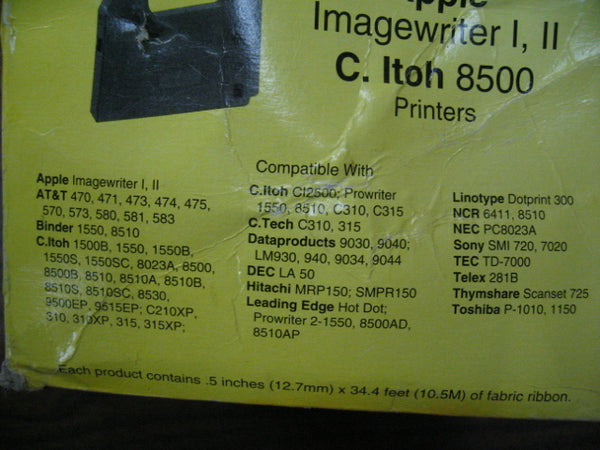 Apple
Imagewriter I, II
C. Itoh 8500
Printers
Compatible With
Apple Imagewriter I, II
AT&T 470, 471, 473, 474, 475,
570, 573, 580, 581, 583
Binder 1550, 8510
C.Itoh 1500B, 1550, 1550B,
1550S, 1550SC, 8023A, 8500,
8500B, 8510, 8510A, 8510B,
8510S, 8510SC, 8530,
9500EP, 9515EP; C210XP,
310, 310XP, 315, 315XP;
C.Itoh CI2500; Prowriter
1550, 8510, C310, C315
C.Tech C310, 315
Dataproducts 9030, 9040;
LM930, 940, 9034, 9044
DEC LA 50
Hitachi MRP150; SMPR150
Leading Edge Hot Dot;
Prowriter 2-1550, 8500AD,
8510AP
Linotype Dotprint 300
NCR 6411, 8510
NEC PC8023A
Sony SMI 720, 7020
TEC TD-7000
Telex 281B
Thymshare Scanset 725
Toshiba P-1010, 1150
Each product contains .5 inches (12.7mm) x 34.4 feet (10.5M) of fabric ribbon.